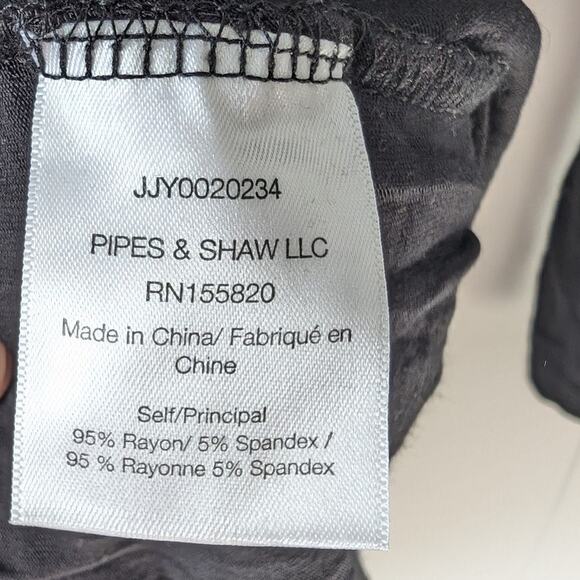 JJY0020234
PIPES & SHAW LLC
RN155820
Made in China/ Fabriqué en
Chine
Self/Principal
95% Rayon/ 5% Spandex /
95 % Rayonne 5% Spandex